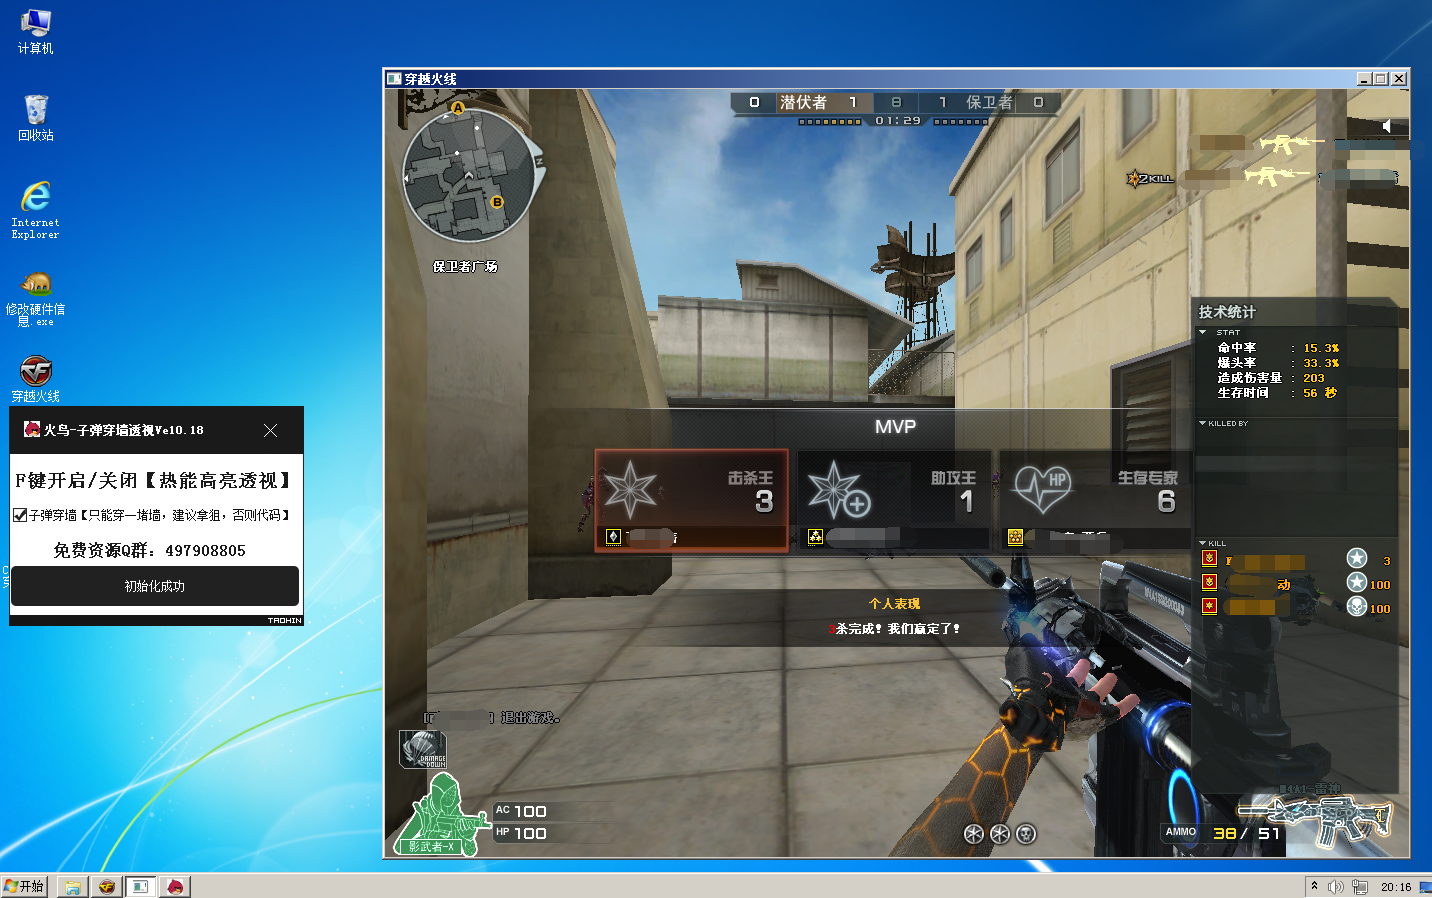 计算机
回收站
Internet
Explorer
修改硬件信
息.exe
穿越火线
火鸟-子弹穿墙透视Ve10.18
F键开启/关闭【热能高亮透视】
子弹穿墙【只能穿一堵墙，建议拿狙，否则代码】
免费资源Q群：497908805
初始化成功
TAOHIN
穿越火线
0 潜伏者 1 8 1 保卫者 0
01:29
A
N
B
保卫者广场
2KILL
技术统计
STAT
命中率 : 15.3%
爆头率 : 33.3%
造成伤害量 : 203
生存时间 : 56 秒
KILLED BY
KILL
3
动 100
100
MVP
击杀王
3
助攻王
1
HP
生存专家
6
个人表现
3杀完成! 我们赢定了!
退出游戏。
DAMAGE
DOWN
AC 100
HP 100
影武者-X
雷神
AMMO 38/ 51
开始
20:16